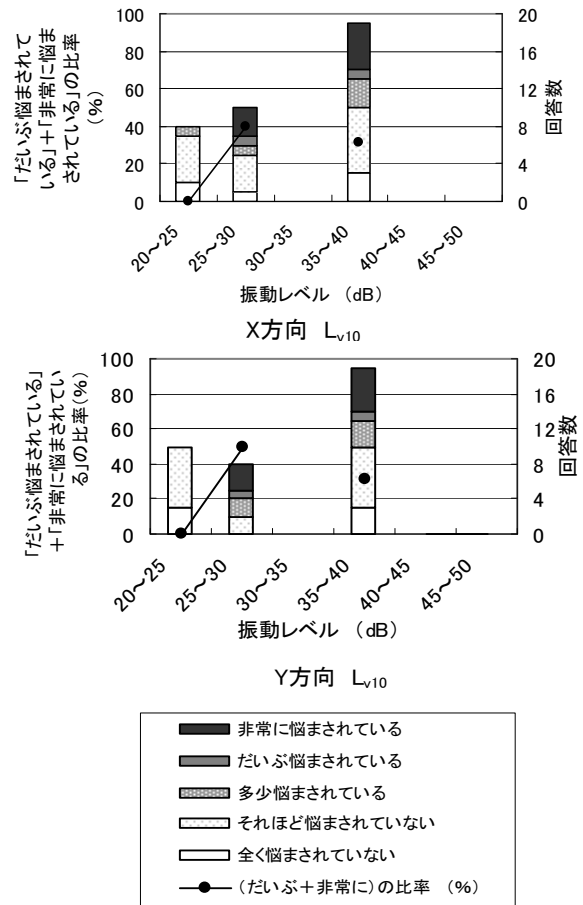 「だいぶ悩まされて
いる」＋「非常に悩ま
されている」の比率
(%)
100
80
60
40
20
0
20
16
12
8
4
0
回答数
20～25
25～30
30～35
35～40
40～45
45～50
振動レベル (dB)
X方向 Lv10
「だいぶ悩まされている」
＋「非常に悩まされてい
る」の比率(%)
100
80
60
40
20
0
20
16
12
8
4
0
回答数
20～25
25～30
30～35
35～40
40～45
45～50
振動レベル (dB)
Y方向 Lv10
非常に悩まされている
だいぶ悩まされている
多少悩まされている
それほど悩まされていない
全く悩まされていない
(だいぶ＋非常に)の比率 (%)